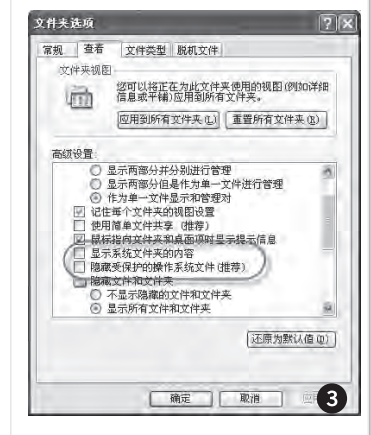 文件夹选项
常规 查看 文件类型 脱机文件
文件夹视图
您可以将正在为此文件夹使用的视图(例如详细
信息或平铺)应用到所有文件夹。
应用到所有文件夹(L) 重置所有文件夹(R)
高级设置:
显示两部分并分别进行管理
显示两部分但是作为单一文件进行管理
作为单一文件显示和管理对
记住每个文件夹的视图设置
使用简单文件共享(推荐)
鼠标指向文件夹和桌面项时显示提示信息
显示系统文件夹的内容
隐藏受保护的操作系统文件(推荐)
隐藏文件和文件夹
不显示隐藏的文件和文件夹
显示所有文件和文件夹
还原为默认值(D)
确定 取消
3